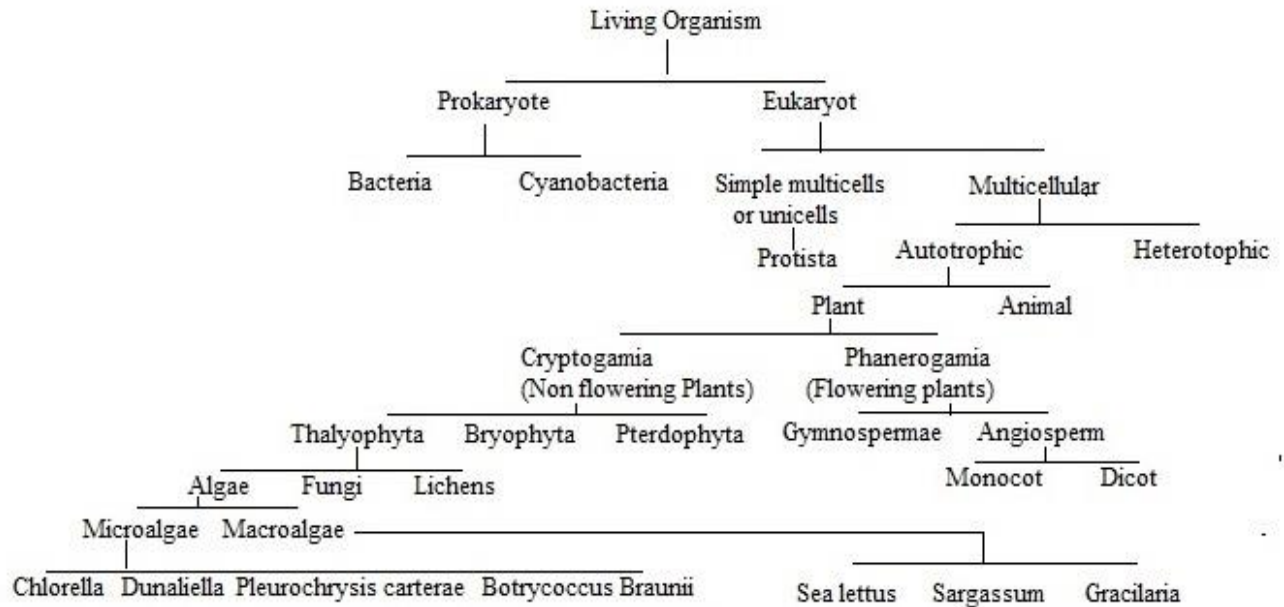 Living Organism
Prokaryote Eukaryot
Bacteria Cyanobacteria Simple multicells Multicellular
or unicells
Protista Autotrophic Heterotophic
Plant Animal
Cryptogamia Phanerogamia
(Non flowering Plants) (Flowering plants)
Thalyophyta Bryophyta Pterdophyta Gymnospermae Angiosperm
Algae Fungi Lichens Monocot Dicot
Microalgae Macroalgae
Chlorella Dunaliella Pleurochrysis carterae Botrycoccus Braunii Sea lettus Sargassum Gracilaria